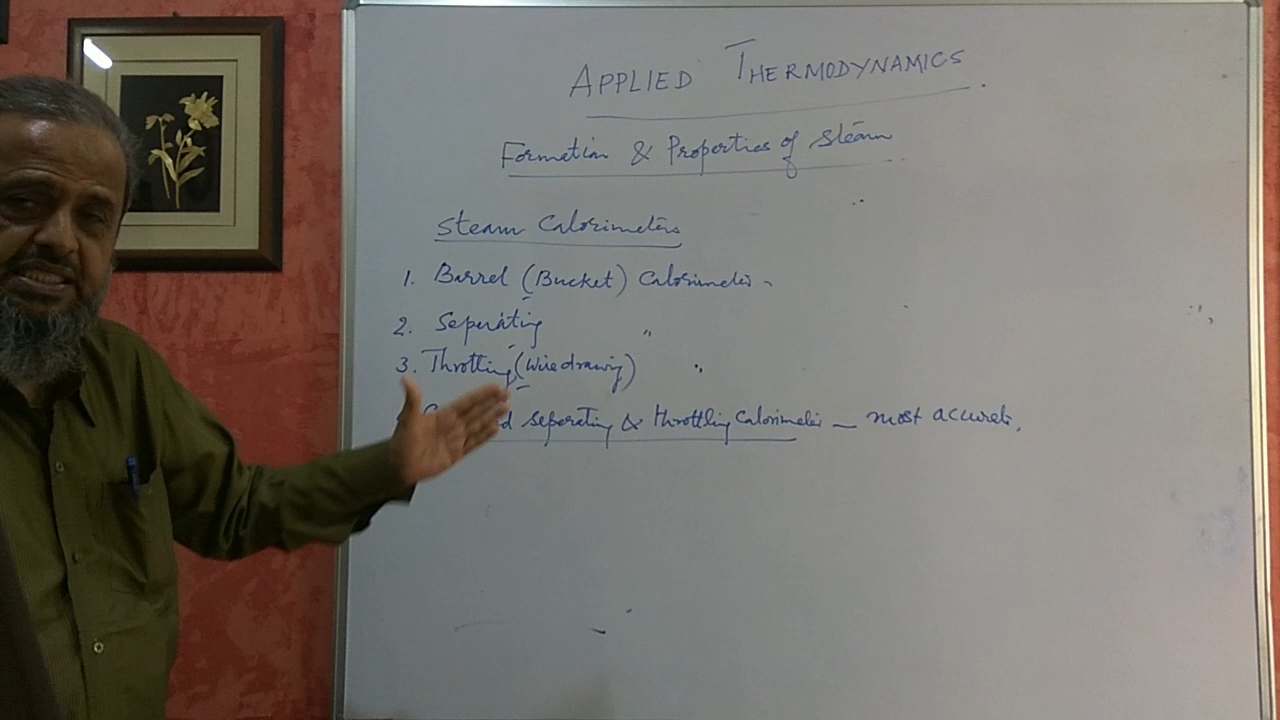 APPLIED THERMODYNAMICS.
Formation & Properties of Steam
Steam Calorimeters
1. Barrel (Bucket) Calorimeter.
2. Seperating "
3. Throttling (Wiredrawing) "
d seperating & throttling Calorimeter - most accurate.